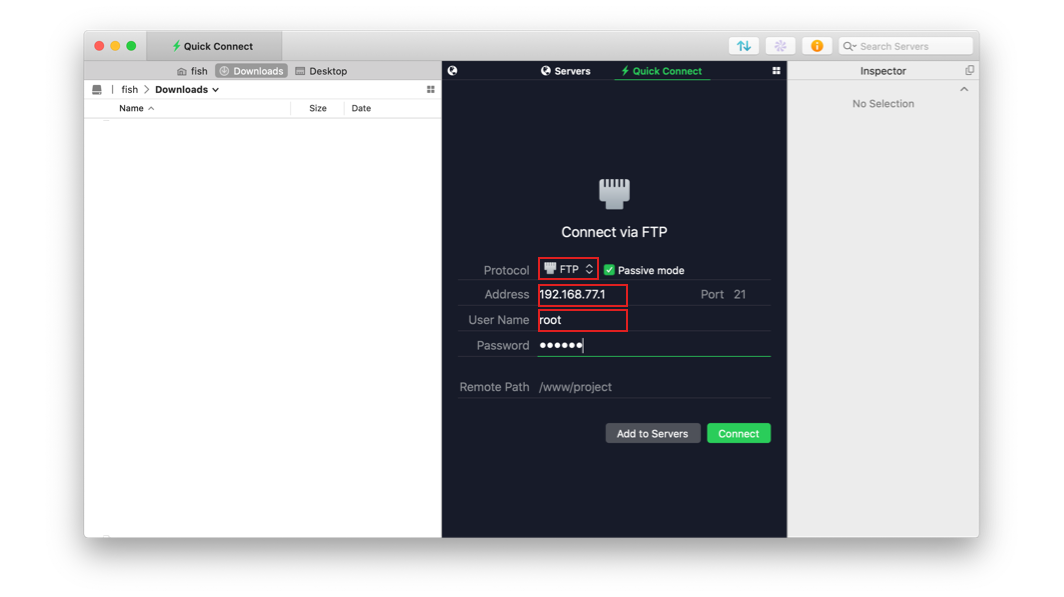 Quick Connect
Search Servers
fish Downloads Desktop
Servers Quick Connect
Inspector
fish > Downloads
Name Size Date
No Selection
Connect via FTP
Protocol FTP Passive mode
Address 192.168.77.1 Port 21
User Name root
Password ●●●●●●
Remote Path /www/project
Add to Servers Connect